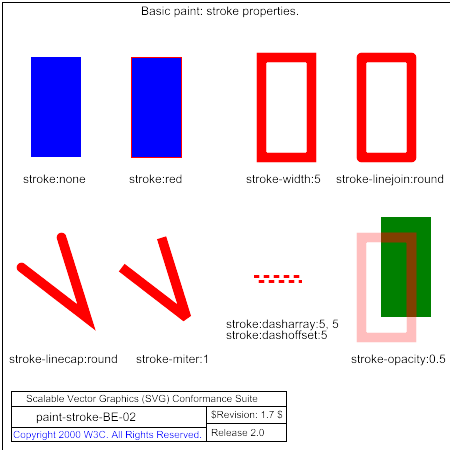 Basic paint: stroke properties.
stroke:none
stroke:red
stroke-width:5
stroke-linejoin:round
stroke-linecap:round
stroke-miter:1
stroke:dasharray:5, 5
stroke:dashoffset:5
stroke-opacity:0.5
Scalable Vector Graphics (SVG) Conformance Suite
paint-stroke-BE-02
$Revision: 1.7 $
Copyright 2000 W3C. All Rights Reserved.
Release 2.0